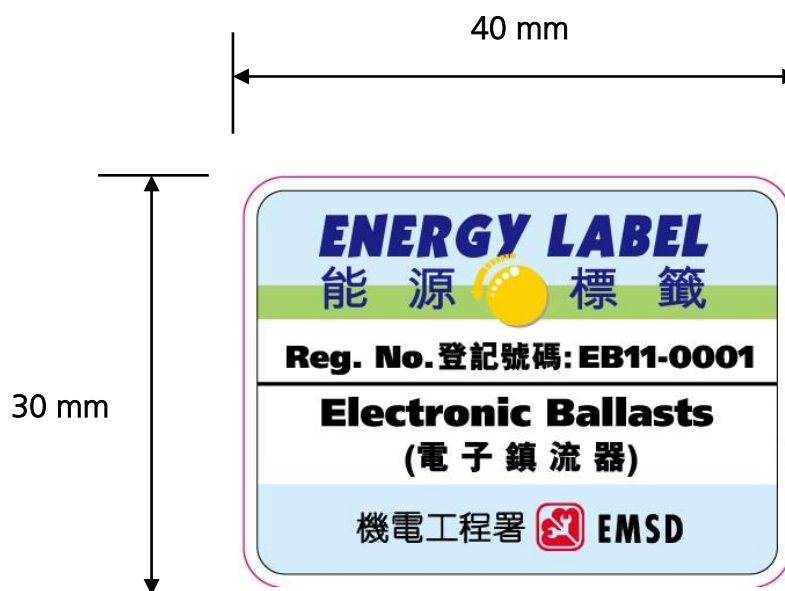 40 mm
30 mm
ENERGY LABEL
能源標籤
Reg. No.登記號碼: EB11-0001
Electronic Ballasts
(電子鎮流器)
機電工程署 EMSD